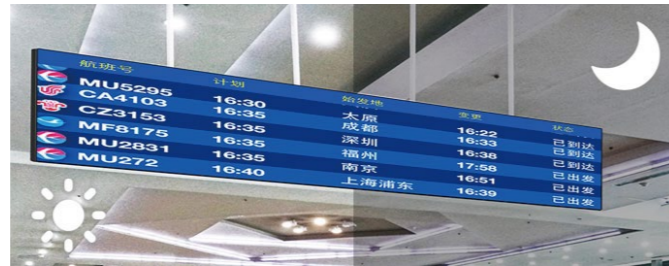 航班号 计划 始发地 变更 状态
MU5295 16:30 太原 16:22 已到达
CA4103 16:35 成都 16:33 已到达
CZ3153 16:35 深圳 16:38 已到达
MF8175 16:35 福州 17:58 已出发
MU2831 16:35 南京 16:51 已出发
MU272 16:40 上海浦东 16:39 已出发